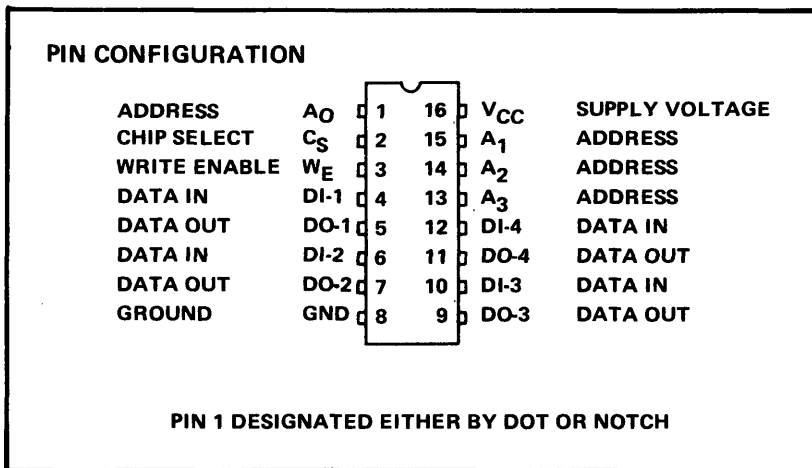 PIN CONFIGURATION
ADDRESS A0 1 16 VCC SUPPLY VOLTAGE
CHIP SELECT CS 2 15 A1 ADDRESS
WRITE ENABLE WE 3 14 A2 ADDRESS
DATA IN DI-1 4 13 A3 ADDRESS
DATA OUT DO-1 5 12 DI-4 DATA IN
DATA IN DI-2 6 11 DO-4 DATA OUT
DATA OUT DO-2 7 10 DI-3 DATA IN
GROUND GND 8 9 DO-3 DATA OUT
PIN 1 DESIGNATED EITHER BY DOT OR NOTCH